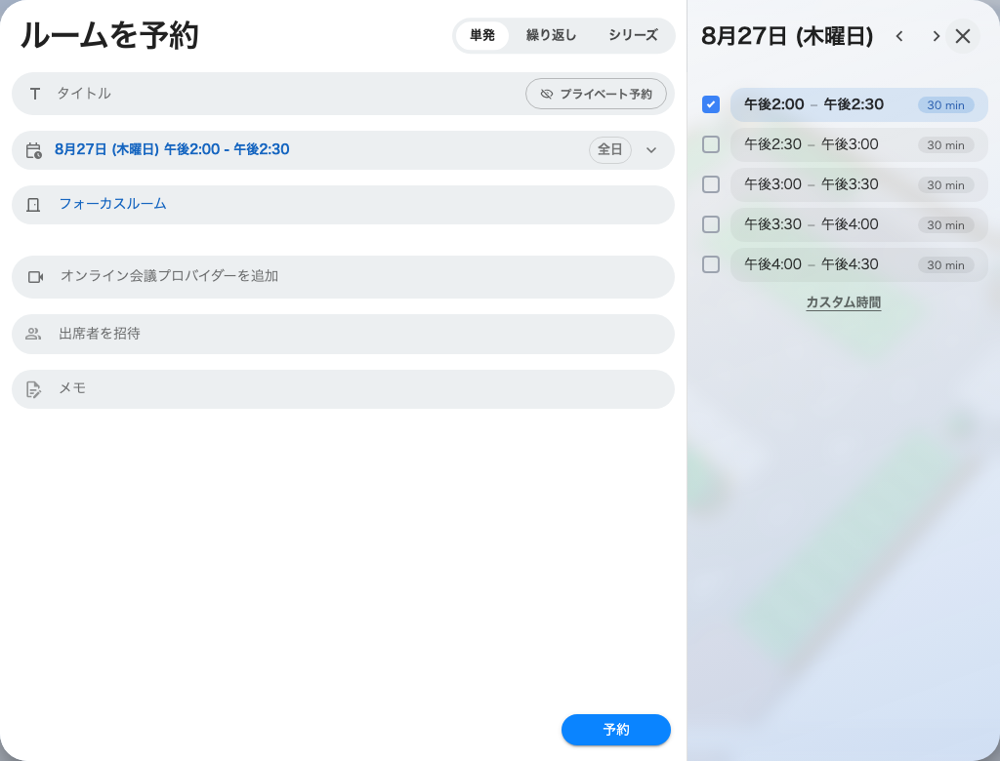 ルームを予約
単発 繰り返し シリーズ
タイトル プライベート予約
8月27日 (木曜日) 午後2:00 - 午後2:30 全日
フォーカスルーム
オンライン会議プロバイダーを追加
出席者を招待
メモ
予約
8月27日 (木曜日)
午後2:00 – 午後2:30 30 min
午後2:30 – 午後3:00 30 min
午後3:00 – 午後3:30 30 min
午後3:30 – 午後4:00 30 min
午後4:00 – 午後4:30 30 min
カスタム時間